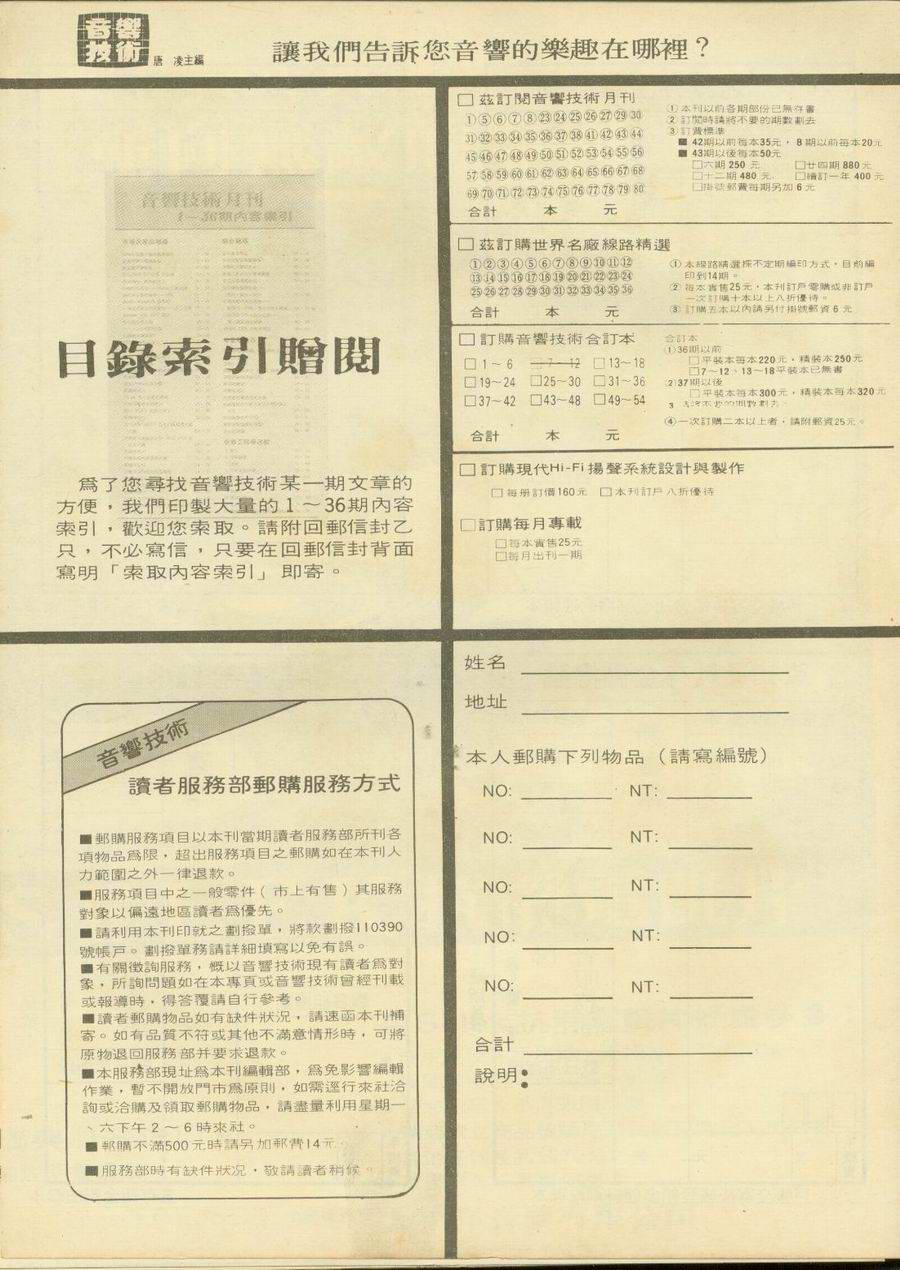 音響
技術
唐 凌主編
讓我們告訴您音響的樂趣在哪裡？
音響技術月刊
目錄索引贈閱
為了您尋找音響技術某一期文章的
方便，我們印製大量的1～36期內容
索引，歡迎您索取。請附回郵信封乙
只，不必寫信，只要在回郵信封背面
寫明「索取內容索引」即寄。
□ 茲訂閱音響技術月刊
①⑤⑥⑦⑧㉓㉔㉕㉖㉗㉙㉚
㉛㉜㉝㉞㉟㊱㊲㊳㊶㊷㊸㊹
㊺㊻㊼㊽㊾㊿51 52 53 54 55 56
57 58 59 60 61 62 63 64 65 66 67 68
69 70 71 72 73 74 75 76 77 78 79 80
合計 本 元
①本刊以前各期部份已無存書
②訂閱時請將不要的期數劃去
③訂費標準
■ 42期以前每本35元，8期以前每本20元
■ 43期以後每本50元
□六期 250 元 □廿四期 880 元
□十二期 480 元 □續訂一年 400 元
□掛號郵費每期另加 6 元
□ 茲訂購世界名廠線路精選
①②③④⑤⑥⑦⑧⑨⑩⑪⑫
⑬⑭⑮⑯⑰⑱⑲⑳㉑㉒㉓㉔
㉕㉖㉗㉘㉙㉚㉛㉜㉝㉞㉟㊱
合計 本 元
①本線路精選採不定期編印方式，目前編
印到14期。
②每本實售25元，本刊訂戶零購或非訂戶
一次訂購十本以上八折優待。
③訂購五本以內請另付掛號郵資 6 元
□ 訂購音響技術合訂本
□ 1～6 □ 7～12 □ 13～18
□19～24 □25～30 □31～36
□37～42 □43～48 □49～54
合計 本 元
合訂本
①36期以前
□平裝本每本220元，精裝本250元
□7～12、13～18平裝本已無書
②37期以後
□平裝本每本300元，精裝本每本320元
④一次訂購二本以上者，請附郵資25元。
□ 訂購現代Hi-Fi揚聲系統設計與製作
□ 每册訂價160元 □ 本刊訂戶八折優待
□訂購每月專載
□每本實售25元
□每月出刊一期
音響技術
讀者服務部郵購服務方式
■郵購服務項目以本刊當期讀者服務部所刊各
項物品為限，超出服務項目之郵購如在本刊人
力範圍之外一律退款。
■服務項目中之一般零件（市上有售）其服務
對象以偏遠地區讀者為優先。
■請利用本刊印就之劃撥單，將款劃撥110390
號帳戶。劃撥單務請詳細填寫以免有誤。
■有關徵詢服務，概以音響技術現有讀者為對
象，所詢問題如在本專頁或音響技術曾經刊載
或報導時，得答覆請自行參考。
■讀者郵購物品如有缺件狀況，請速函本刊補
寄。如有品質不符或其他不滿意情形時，可將
原物退回服務部并要求退款。
■本服務部現址為本刊編輯部，為免影響編輯
作業，暫不開放門市為原則，如需逕行來社洽
詢或洽購及領取郵購物品，請盡量利用星期一
、六下午 2～6 時來社。
■郵購不滿500元時請另加郵費14元。
■服務部時有缺件狀況，敬請讀者稍候。
姓名
地址
本人郵購下列物品（請寫編號）
NO: NT:
NO: NT:
NO: NT:
NO: NT:
NO: NT:
合計
說明：